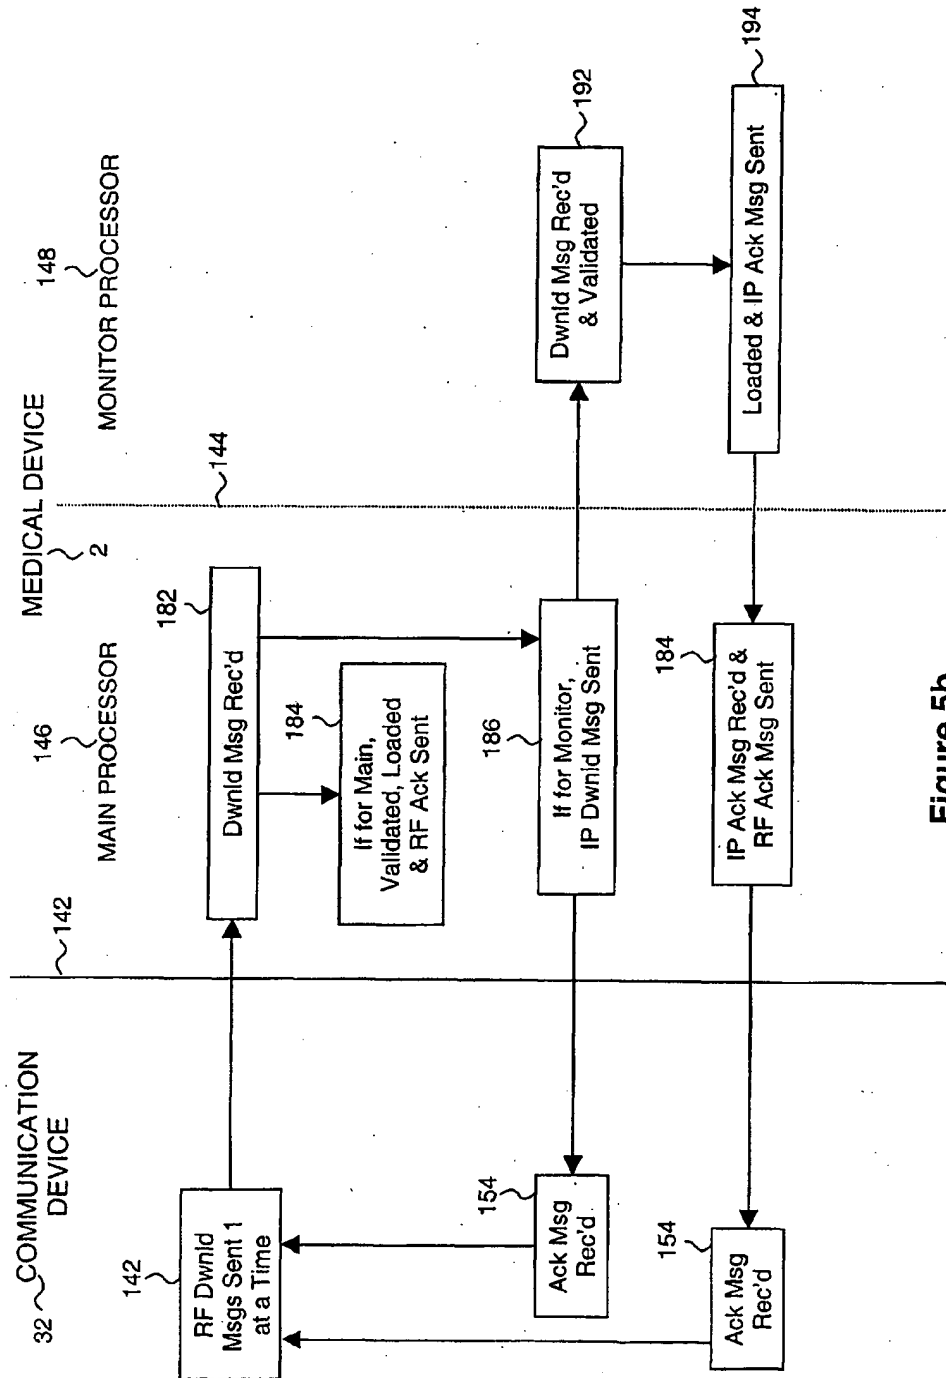 32
COMMUNICATION
DEVICE
142
MEDICAL DEVICE
2
146
MAIN PROCESSOR
144
148
MONITOR PROCESSOR
142
RF Dwnld
Msgs Sent 1
at a Time
182
Dwnld Msg Rec'd
184
If for Main,
Validated, Loaded
& RF Ack Sent
154
Ack Msg
Rec'd
186
If for Monitor,
IP Dwnld Msg Sent
192
Dwnld Msg Rec'd
& Validated
154
Ack Msg
Rec'd
184
IP Ack Msg Rec'd &
RF Ack Msg Sent
194
Loaded & IP Ack Msg Sent
Figure 5b